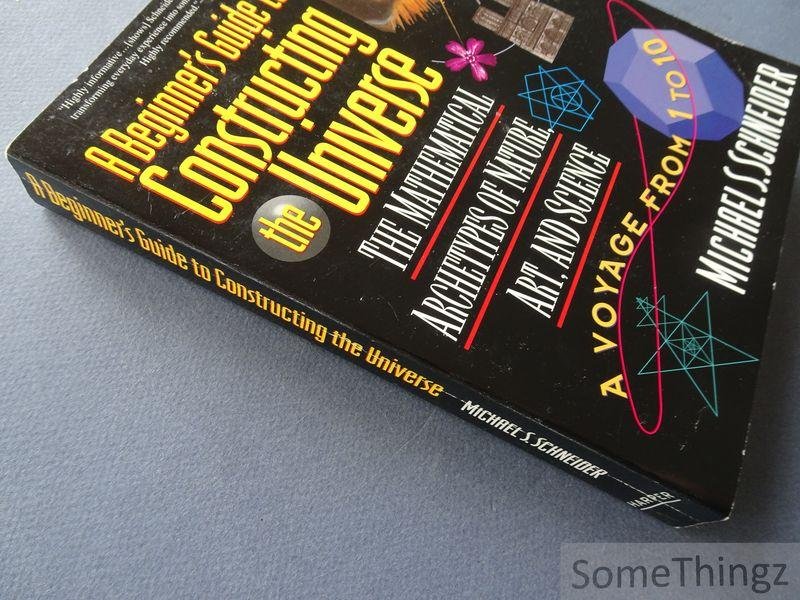 "Highly informative...[shows] Schneider
transforming everyday experience into
Highly recommended."
A Beginner's Guide to
Constructing
the Universe
THE MATHEMATICAL
ARCHETYPES OF NATURE,
ART, AND SCIENCE
A VOYAGE FROM 1 TO 10
MICHAEL S. SCHNEIDER
A Beginner's Guide to Constructing the Universe MICHAEL S. SCHNEIDER HARPER
SomeThingz